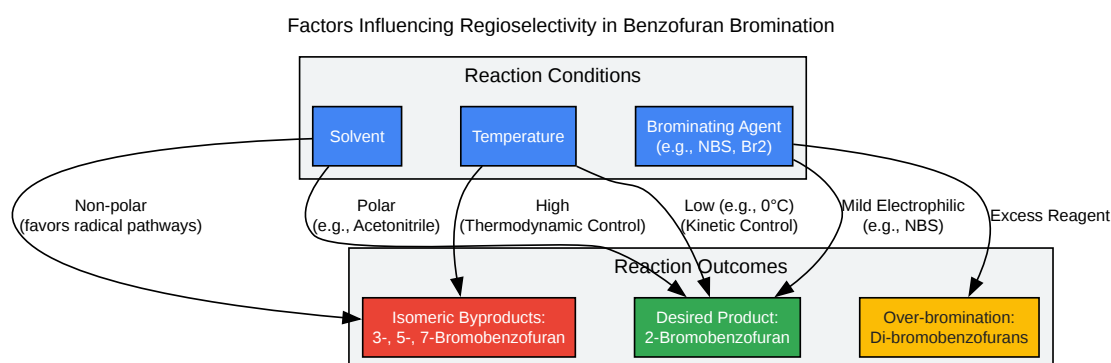 Factors Influencing Regioselectivity in Benzofuran Bromination
Reaction Conditions
Solvent
Temperature
Brominating Agent
(e.g., NBS, Br2)
Non-polar
(favors radical pathways)
Polar
(e.g., Acetonitrile)
High
(Thermodynamic Control)
Low (e.g., 0°C)
(Kinetic Control)
Mild Electrophilic
(e.g., NBS)
Excess Reagent
Reaction Outcomes
Isomeric Byproducts:
3-, 5-, 7-Bromobenzofuran
Desired Product:
2-Bromobenzofuran
Over-bromination:
Di-bromobenzofurans